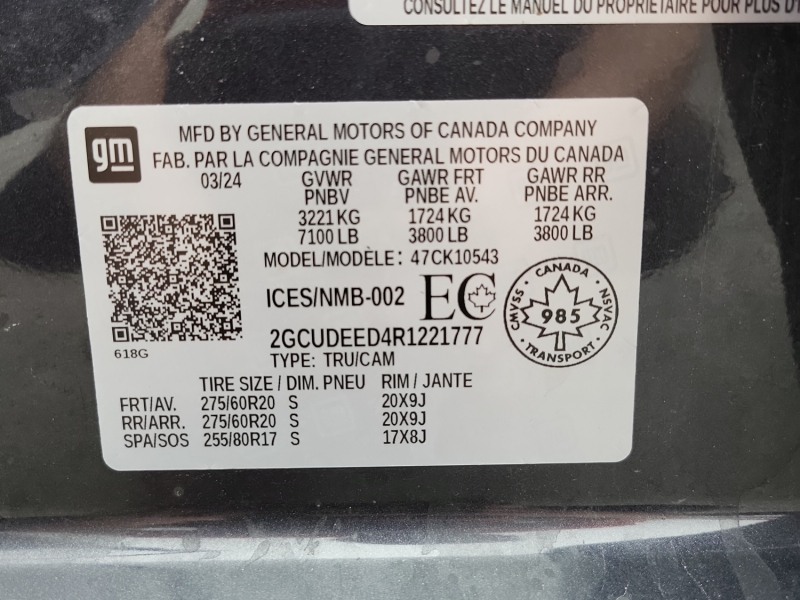 CONSULTEZ LE MANUEL DU PROPRIÉTAIRE POUR PLUS
gm
MFD BY GENERAL MOTORS OF CANADA COMPANY
FAB. PAR LA COMPAGNIE GENERAL MOTORS DU CANADA
03/24 GVWR GAWR FRT GAWR RR
PNBV PNBE AV. PNBE ARR.
3221 KG 1724 KG 1724 KG
7100 LB 3800 LB 3800 LB
MODEL/MODÈLE: 47CK10543
ICES/NMB-002 EC
CANADA
CMVSS 985 NSVAC
TRANSPORT
2GCUDEED4R1221777
618G
TYPE: TRU/CAM
TIRE SIZE / DIM. PNEU RIM / JANTE
FRT/AV. 275/60R20 S 20X9J
RR/ARR. 275/60R20 S 20X9J
SPA/SOS 255/80R17 S 17X8J